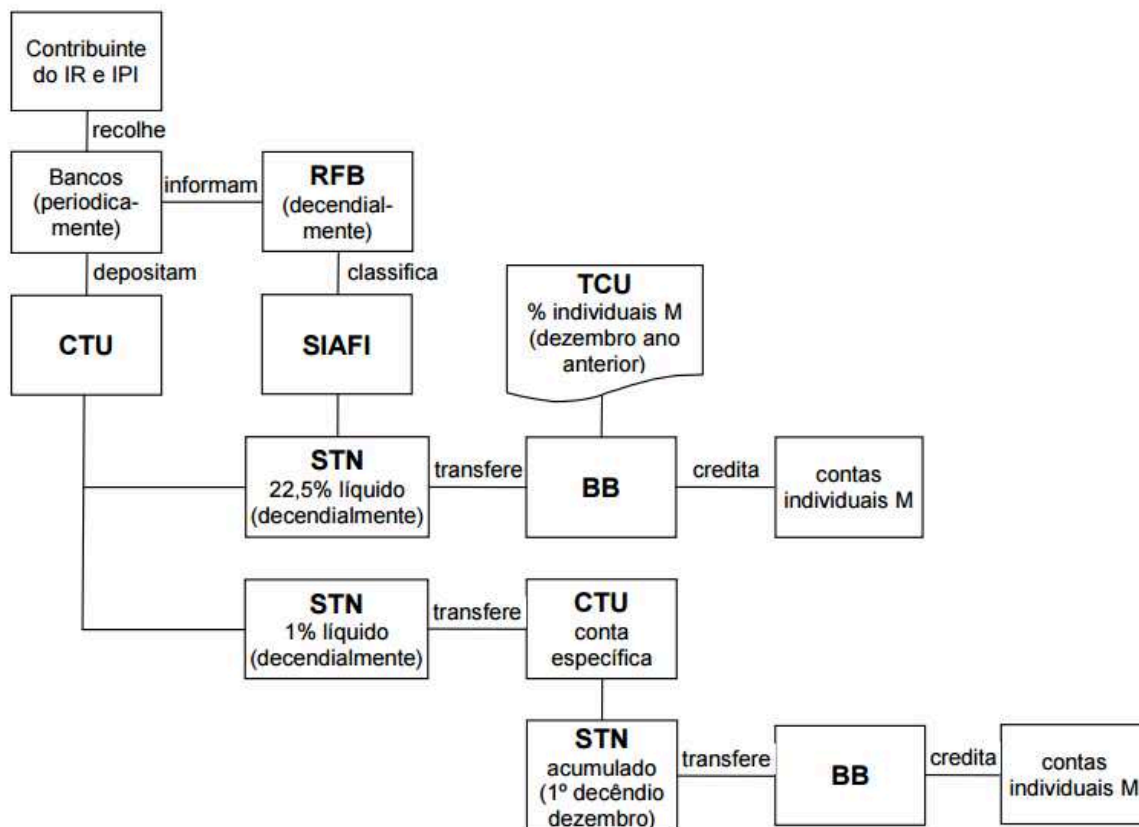 Contribuinte
do IR e IPI
recolhe
Bancos
(periodica-
mente)
informam
RFB
(decendial-
mente)
depositam
classifica
CTU
SIAFI
TCU
% individuais M
(dezembro ano
anterior)
STN
22,5% líquido
(decendialmente)
transfere
BB
credita
contas
individuais M
STN
1% líquido
(decendialmente)
transfere
CTU
conta
específica
STN
acumulado
(1º decêndio
dezembro)
transfere
BB
credita
contas
individuais M